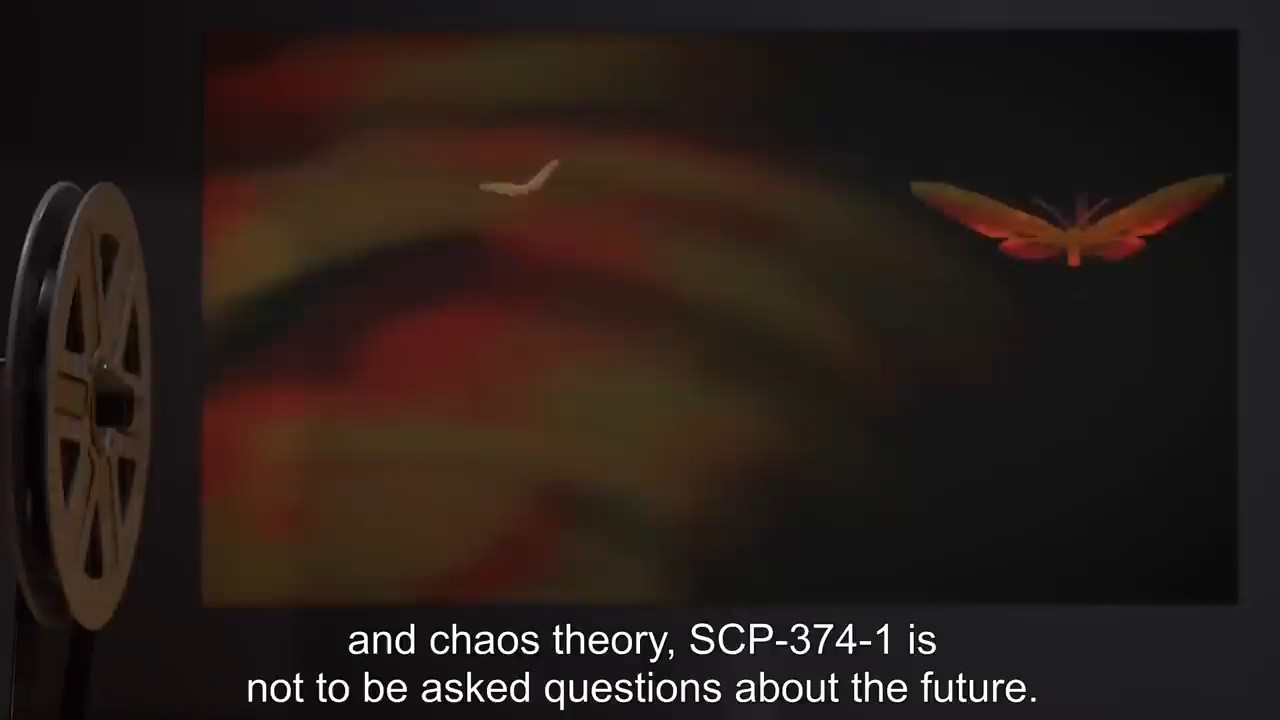 and chaos theory, SCP-374-1 is
not to be asked questions about the future.